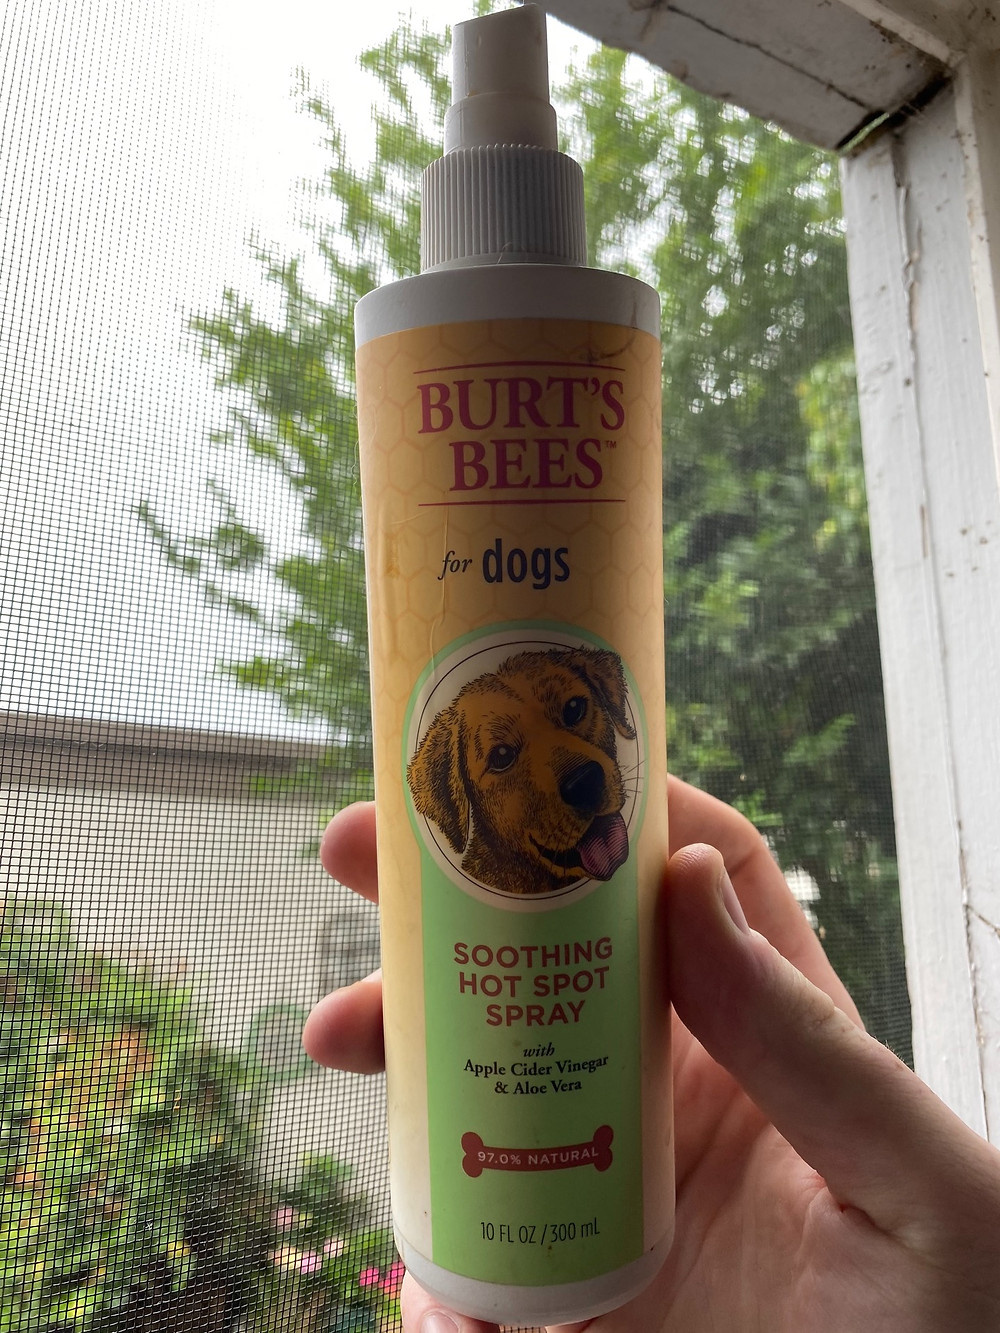 BURT'S
BEES™
for dogs
SOOTHING
HOT SPOT
SPRAY
with
Apple Cider Vinegar
& Aloe Vera
97.0% NATURAL
10 FL OZ / 300 mL